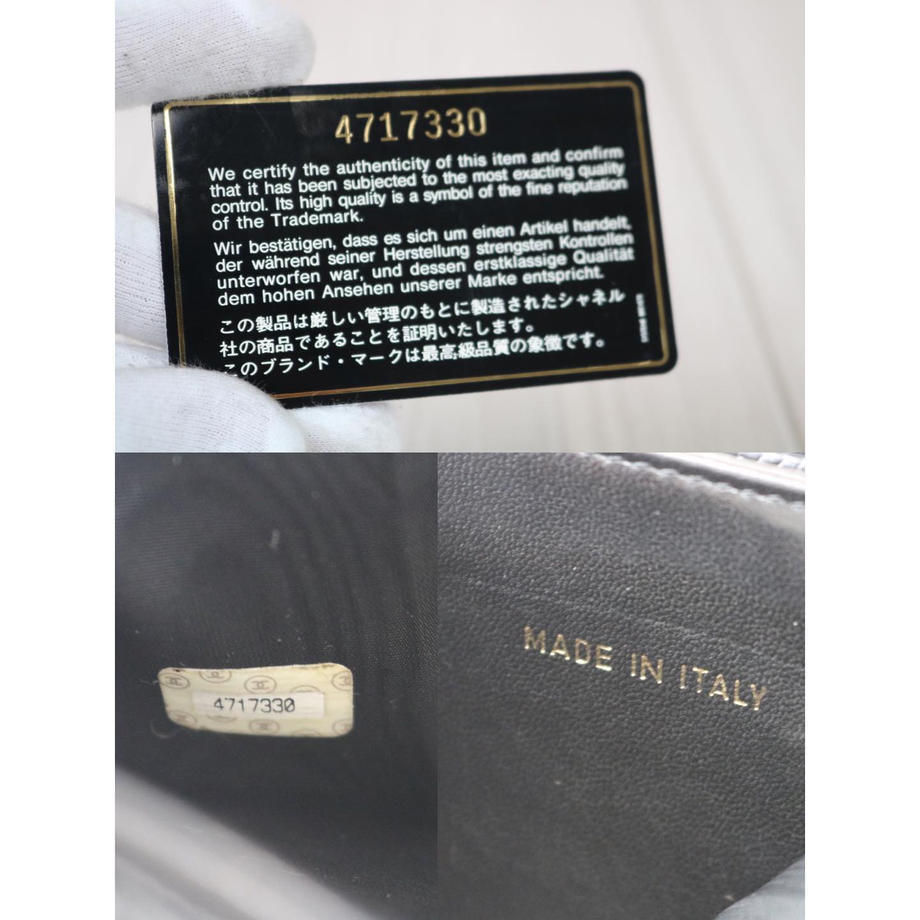 4717330
We certify the authenticity of this item and confirm
that it has been subjected to the most exacting quality
control. Its high quality is a symbol of the fine reputation
of the Trademark.
Wir bestätigen, dass es sich um einen Artikel handelt,
der während seiner Herstellung strengsten Kontrollen
unterworfen war, und dessen erstklassige Qualität
dem hohen Ansehen unserer Marke entspricht.
この製品は厳しい管理のもとに製造されたシャネル
社の商品であることを証明いたします。
このブランド・マークは最高級品質の象徴です。
4717330
MADE IN ITALY